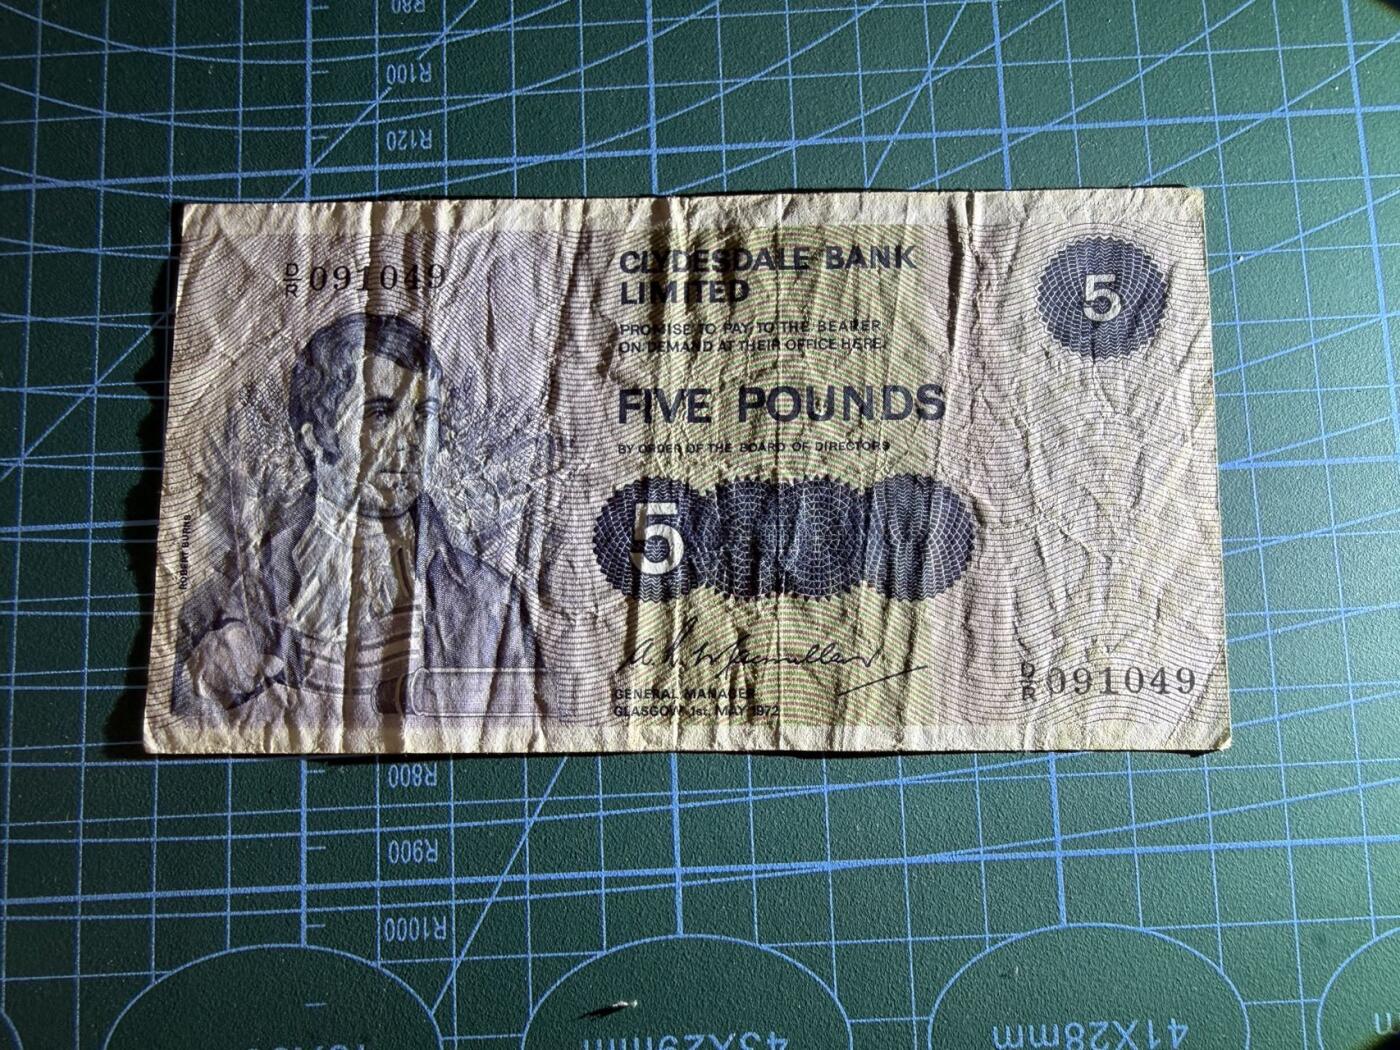 R80
R100
R120
D/R 091049
CLYDESDALE BANK
LIMITED
PROMISE TO PAY TO THE BEARER
ON DEMAND AT THEIR OFFICE HERE.
FIVE POUNDS
BY ORDER OF THE BOARD OF DIRECTORS
5
5
ROBERT BURNS
GENERAL MANAGER
GLASGOW, 1st. MAY 1972
D/R 091049
R800
R900
R1000
43X29mm
41X28mm